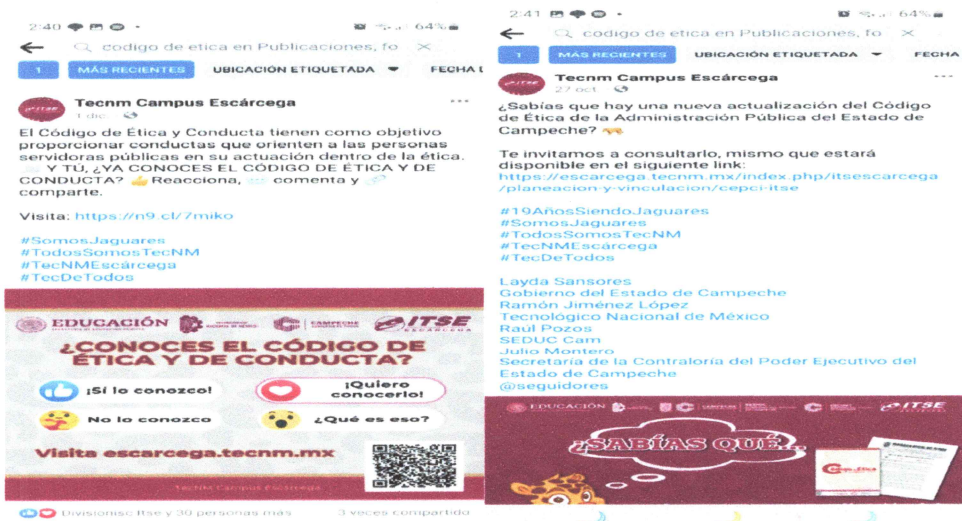 2:40
64%
codigo de etica en Publicaciones, fo
1
MÁS RECIENTES
UBICACIÓN ETIQUETADA
FECHA
Tecnm Campus Escárcega
1 dic.
El Código de Ética y Conducta tienen como objetivo
proporcionar conductas que orienten a las personas
servidoras públicas en su actuación dentro de la ética.
Y TÚ, ¿YA CONOCES EL CÓDIGO DE ÉTICA Y DE
CONDUCTA? 👍Reacciona, comenta y
comparte.
Visita: https://n9.cl/7miko
#SomosJaguares
#TodosSomosTecNM
#TecNMEscárcega
#TecDeTodos
EDUCACIÓN
CAMPECHE
ITSE
ESCÁRCEGA
¿CONOCES EL CÓDIGO DE
ÉTICA Y DE CONDUCTA?
¡Sí lo conozco!
¡Quiero
conocerlo!
No lo conozco
¿Qué es eso?
Visita escarcega.tecnm.mx
TecNM Campus Escárcega
Divisionisc Itse y 30 personas más
3 veces compartido
2:41
64%
codigo de etica en Publicaciones, fo
1
MÁS RECIENTES
UBICACIÓN ETIQUETADA
FECHA
Tecnm Campus Escárcega
27 oct.
¿Sabías que hay una nueva actualización del Código
de Ética de la Administración Pública del Estado de
Campeche?
Te invitamos a consultarlo, mismo que estará
disponible en el siguiente link:
https://escarcega.tecnm.mx/index.php/itsescarcega
/planeacion-y-vinculacion/cepci-itse
#19AñosSiendoJaguares
#SomosJaguares
#TodosSomosTecNM
#TecNMEscárcega
#TecDeTodos
Layda Sansores
Gobierno del Estado de Campeche
Ramón Jiménez López
Tecnológico Nacional de México
Raúl Pozos
SEDUC Cam
Julio Montero
Secretaría de la Contraloría del Poder Ejecutivo del
Estado de Campeche
@seguidores
EDUCACIÓN
ITSE
¿SABÍAS QUÉ...